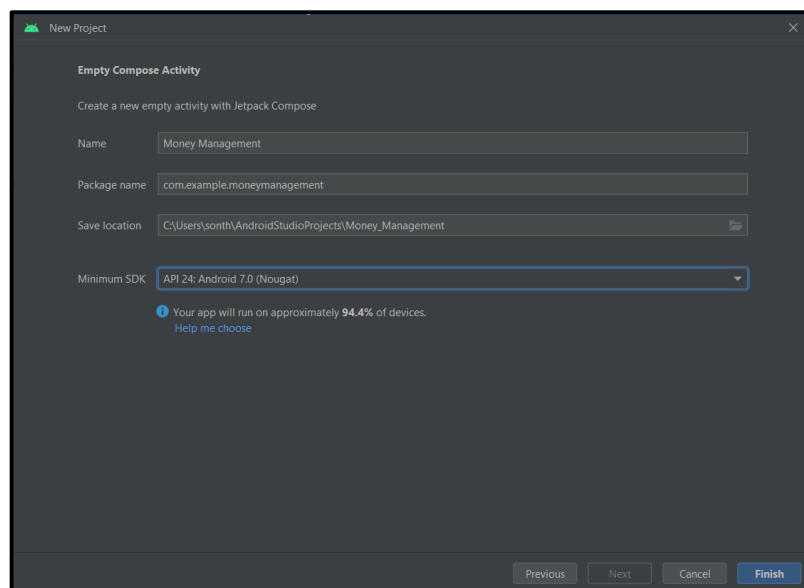 New Project
Empty Compose Activity
Create a new empty activity with Jetpack Compose
Name Money Management
Package name com.example.moneymanagement
Save location C:\Users\sonth\AndroidStudioProjects\Money_Management
Minimum SDK API 24: Android 7.0 (Nougat)
Your app will run on approximately 94.4% of devices.
Help me choose
Previous Next Cancel Finish